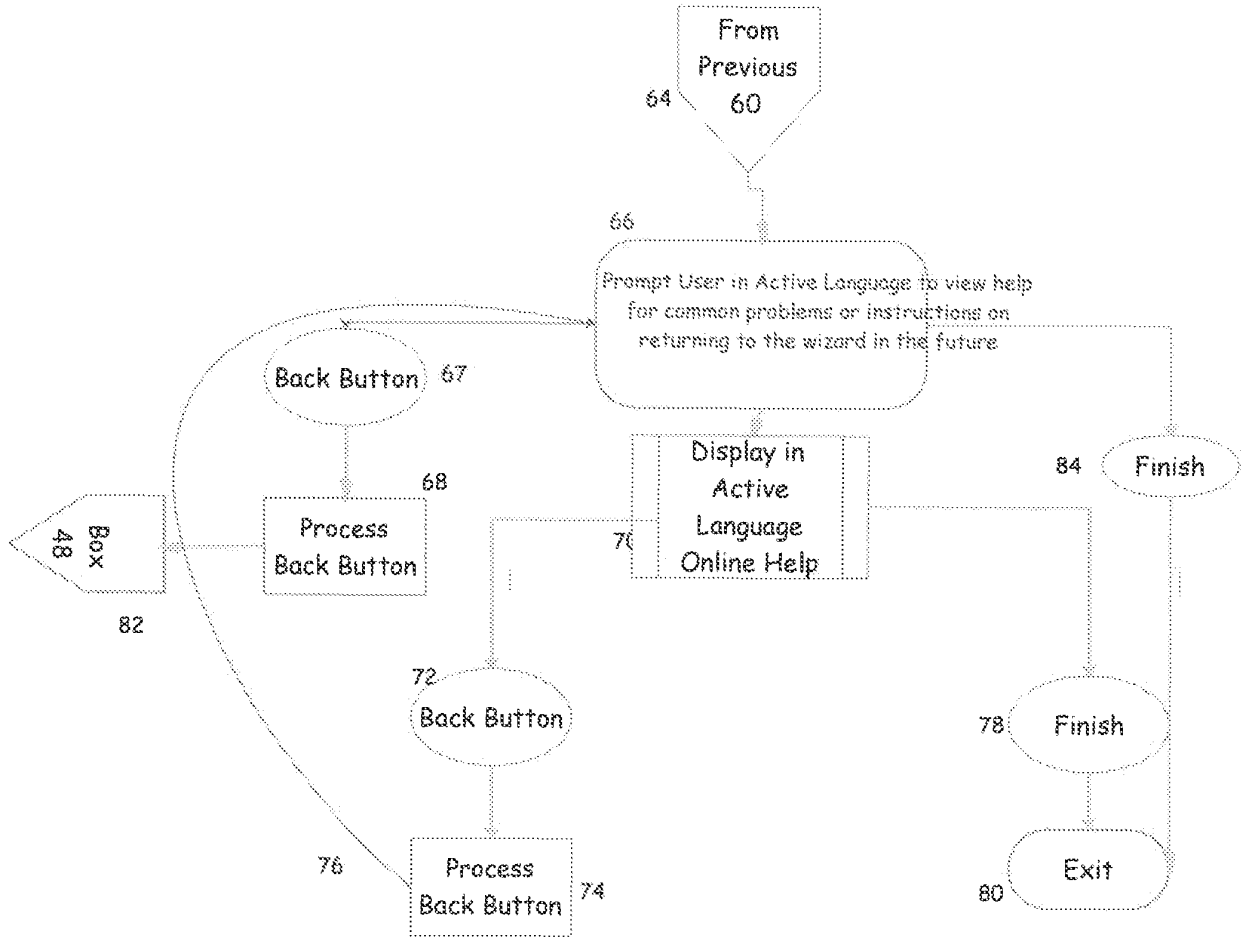 From
Previous
60
64
66
Prompt User in Active Language to view help
for common problems or instructions on
returning to the wizard in the future
Back Button
67
68
Process
Back Button
Box
48
82
Display in
Active
Language
Online Help
70
84
Finish
72
Back Button
78
Finish
76
Process
Back Button
74
80
Exit